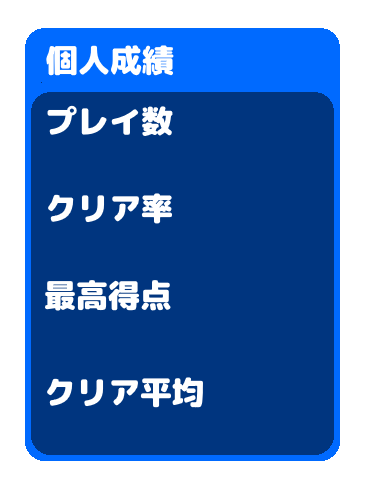 個人成績
プレイ数
クリア率
最高得点
クリア平均